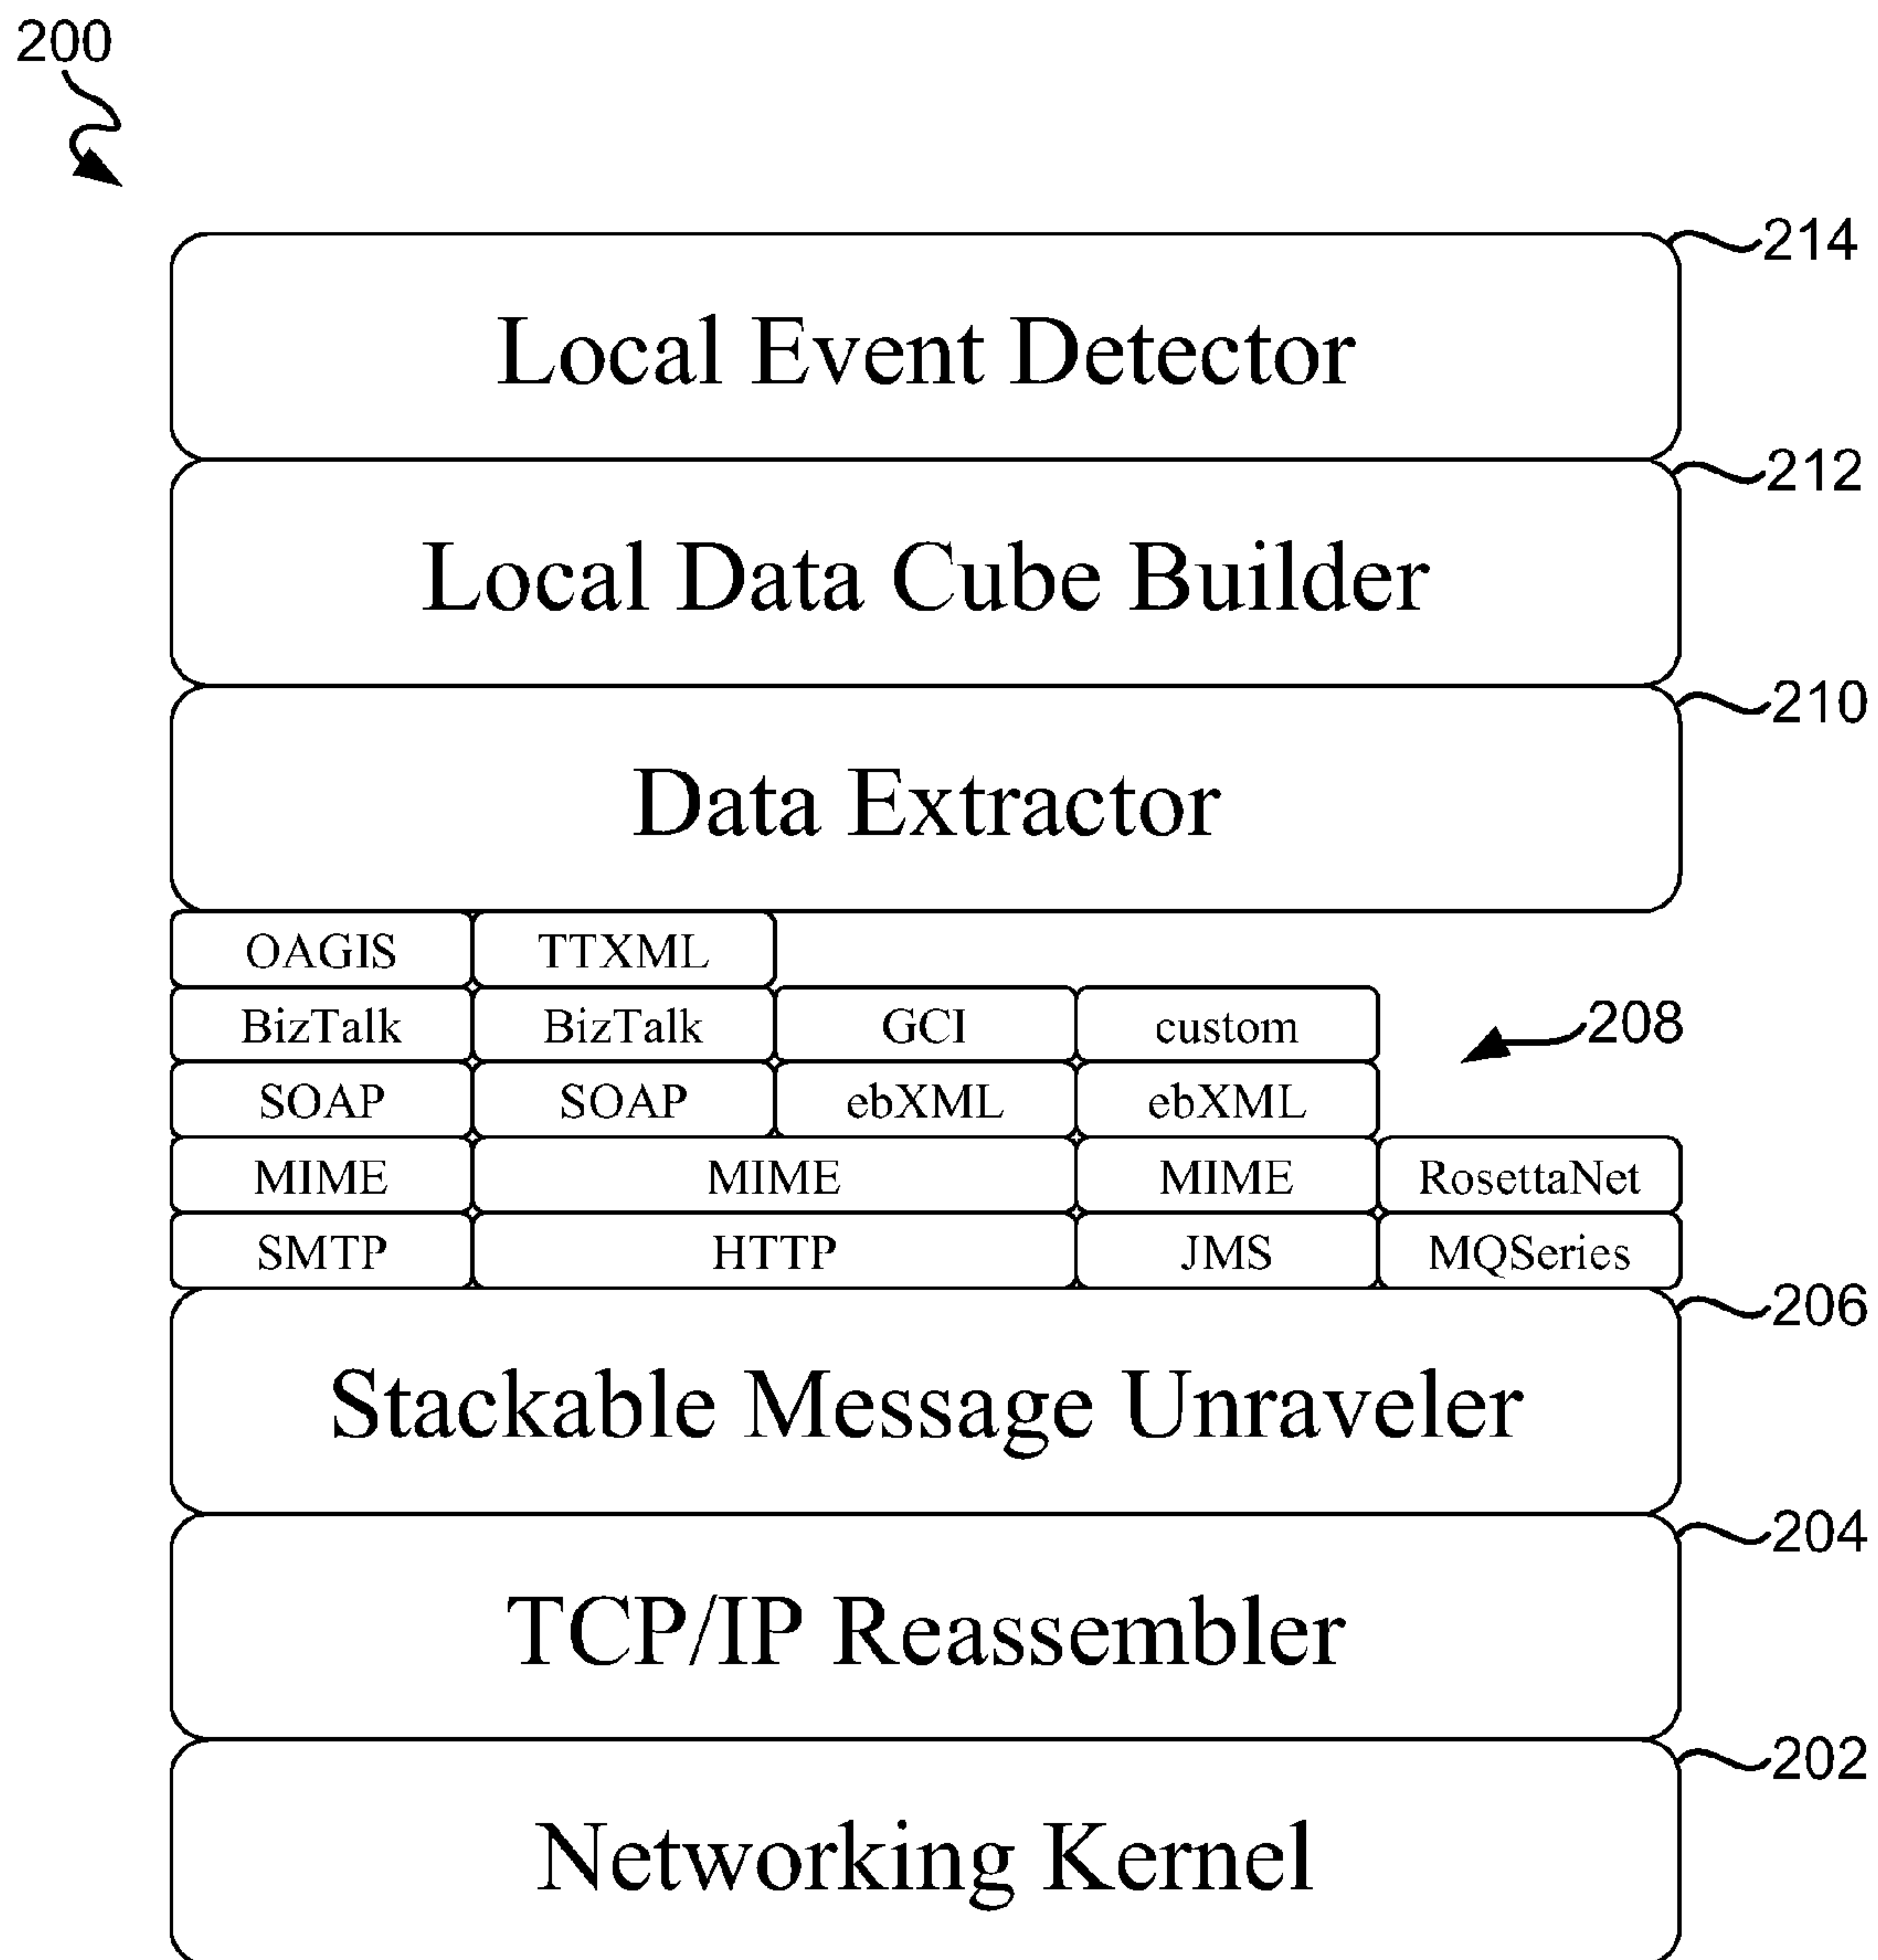 200
214
Local Event Detector
212
Local Data Cube Builder
210
Data Extractor
OAGIS TTXML
BizTalk BizTalk GCI custom
208
SOAP SOAP ebXML ebXML
MIME MIME MIME RosettaNet
SMTP HTTP JMS MQSeries
206
Stackable Message Unraveler
204
TCP/IP Reassembler
202
Networking Kernel